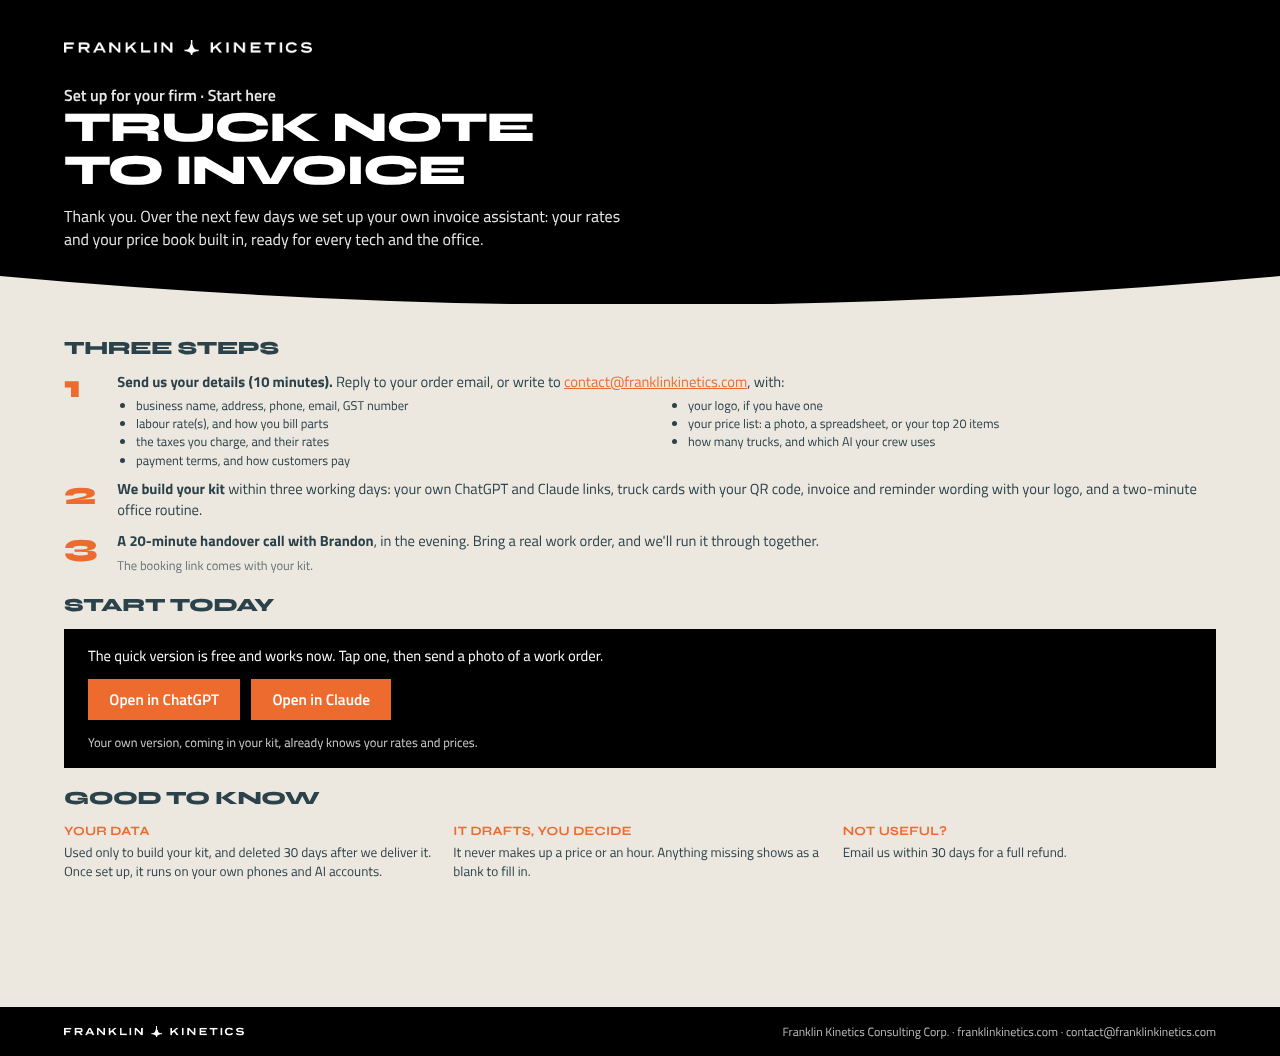 FRANKLIN KINETICS
Set up for your firm · Start here
TRUCK NOTE
TO INVOICE
Thank you. Over the next few days we set up your own invoice assistant: your rates
and your price book built in, ready for every tech and the office.
THREE STEPS
1
Send us your details (10 minutes). Reply to your order email, or write to contact@franklinkinetics.com, with:
business name, address, phone, email, GST number
labour rate(s), and how you bill parts
the taxes you charge, and their rates
payment terms, and how customers pay
your logo, if you have one
your price list: a photo, a spreadsheet, or your top 20 items
how many trucks, and which AI your crew uses
2
We build your kit within three working days: your own ChatGPT and Claude links, truck cards with your QR code, invoice and reminder wording with your logo, and a two-minute
office routine.
3
A 20-minute handover call with Brandon, in the evening. Bring a real work order, and we'll run it through together.
The booking link comes with your kit.
START TODAY
The quick version is free and works now. Tap one, then send a photo of a work order.
Open in ChatGPT
Open in Claude
Your own version, coming in your kit, already knows your rates and prices.
GOOD TO KNOW
YOUR DATA
Used only to build your kit, and deleted 30 days after we deliver it.
Once set up, it runs on your own phones and AI accounts.
IT DRAFTS, YOU DECIDE
It never makes up a price or an hour. Anything missing shows as a
blank to fill in.
NOT USEFUL?
Email us within 30 days for a full refund.
FRANKLIN KINETICS
Franklin Kinetics Consulting Corp. · franklinkinetics.com · contact@franklinkinetics.com